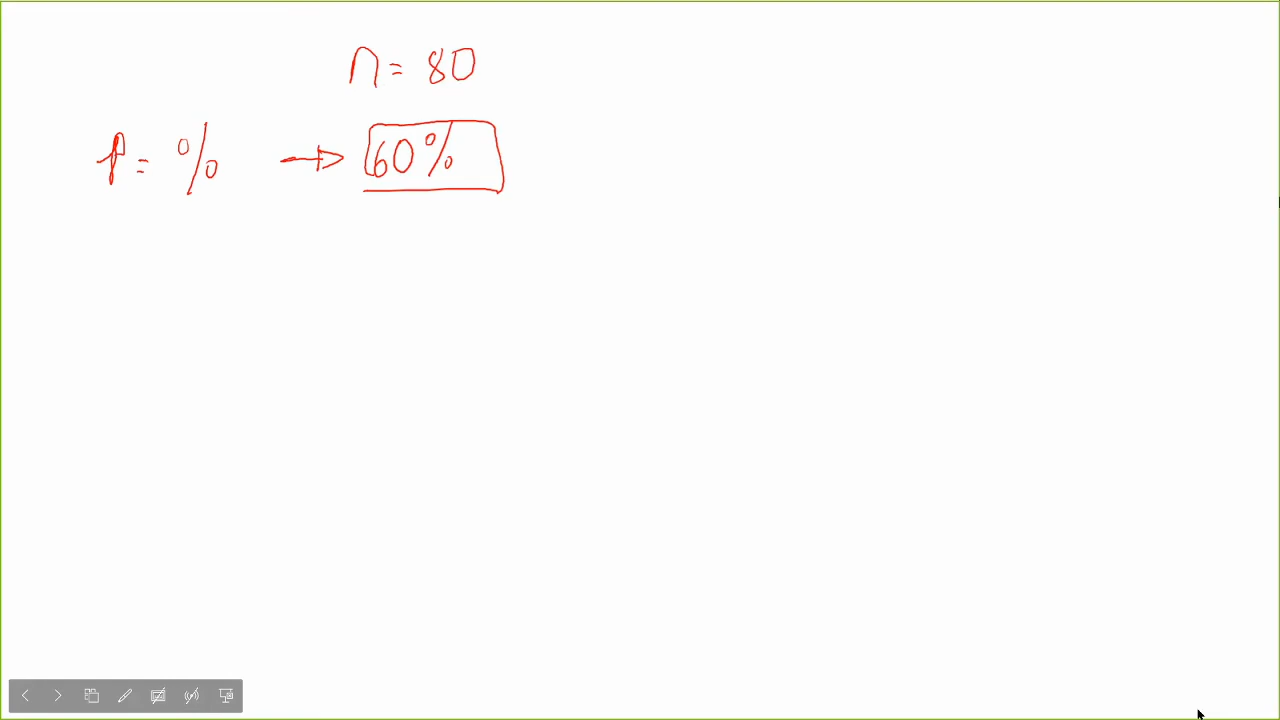 n = 80
p = % → 60%